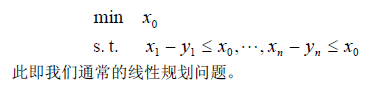 min x₀
s. t. x₁ − y₁ ≤ x₀,⋯,xₙ − yₙ ≤ x₀
此即我们通常的线性规划问题。